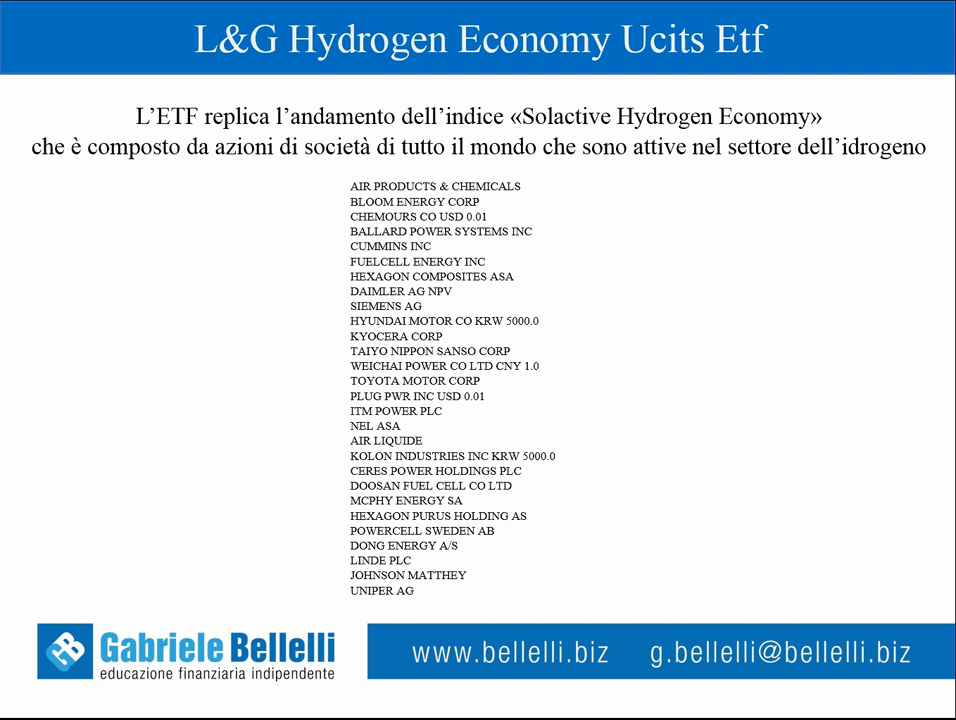 L&G Hydrogen Economy Ucits Etf
L’ETF replica l’andamento dell’indice «Solactive Hydrogen Economy»
che è composto da azioni di società di tutto il mondo che sono attive nel settore dell’idrogeno
AIR PRODUCTS & CHEMICALS
BLOOM ENERGY CORP
CHEMOURS CO USD 0.01
BALLARD POWER SYSTEMS INC
CUMMINS INC
FUELCELL ENERGY INC
HEXAGON COMPOSITES ASA
DAIMLER AG NPV
SIEMENS AG
HYUNDAI MOTOR CO KRW 5000.0
KYOCERA CORP
TAIYO NIPPON SANSO CORP
WEICHAI POWER CO LTD CNY 1.0
TOYOTA MOTOR CORP
PLUG PWR INC USD 0.01
ITM POWER PLC
NEL ASA
AIR LIQUIDE
KOLON INDUSTRIES INC KRW 5000.0
CERES POWER HOLDINGS PLC
DOOSAN FUEL CELL CO LTD
MCPHY ENERGY SA
HEXAGON PURUS HOLDING AS
POWERCELL SWEDEN AB
DONG ENERGY A/S
LINDE PLC
JOHNSON MATTHEY
UNIPER AG
Gabriele Bellelli
educazione finanziaria indipendente
www.bellelli.biz g.bellelli@bellelli.biz